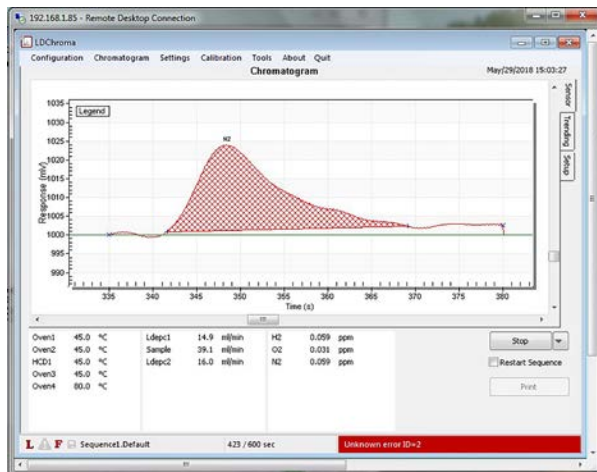 192.168.1.85 - Remote Desktop Connection
LDChroma
Configuration Chromatogram Settings Calibration Tools About Quit
Chromatogram May/29/2018 15:03:27
Sensor
Trending
Setup
Legend
N2
Response (mV)
1035
1030
1025
1020
1015
1010
1005
1000
995
990
335 340 345 350 355 360 365 370 375 380
Time (s)
Oven1 45.0 °C Ldepc1 14.9 ml/min H2 0.059 ppm
Oven2 45.0 °C Sample 39.1 ml/min O2 0.031 ppm
HCD1 45.0 °C Ldepc2 16.0 ml/min N2 0.059 ppm
Oven3 45.0 °C
Oven4 80.0 °C
Stop
Restart Sequence
Print
L F Sequence1.Default 423 / 600 sec Unknown error ID=2